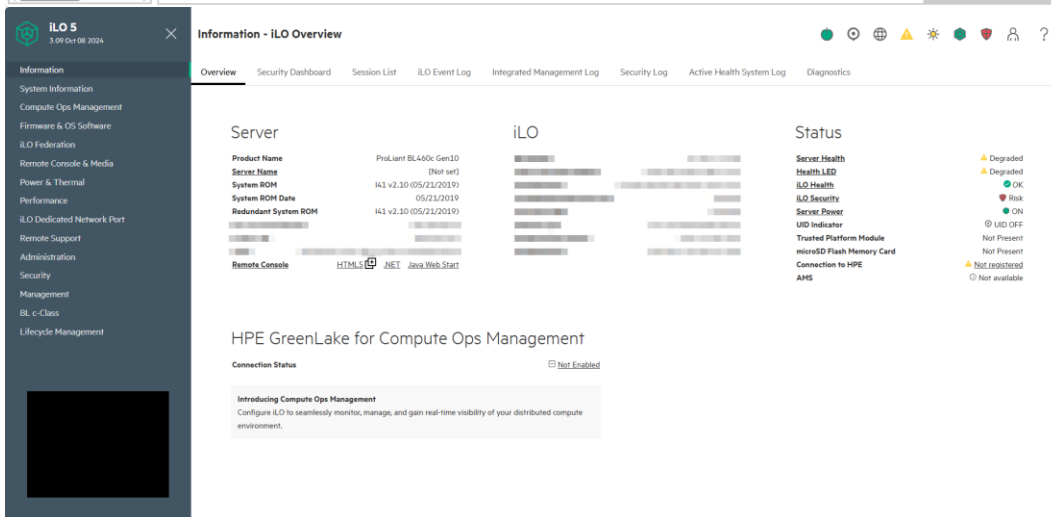 iLO 5
3.09 Oct 08 2024
Information - iLO Overview
Information
System Information
Compute Ops Management
Firmware & OS Software
iLO Federation
Remote Console & Media
Power & Thermal
Performance
iLO Dedicated Network Port
Remote Support
Administration
Security
Management
BL c-Class
Lifecycle Management
Overview Security Dashboard Session List iLO Event Log Integrated Management Log Security Log Active Health System Log Diagnostics
Server
Product Name ProLiant BL460c Gen10
Server Name [Not set]
System ROM I41 v2.10 (05/21/2019)
System ROM Date 05/21/2019
Redundant System ROM I41 v2.10 (05/21/2019)
Remote Console HTML5 .NET Java Web Start
iLO
Status
Server Health Degraded
Health LED Degraded
iLO Health OK
iLO Security Risk
Server Power ON
UID Indicator UID OFF
Trusted Platform Module Not Present
microSD Flash Memory Card Not Present
Connection to HPE Not registered
AMS Not available
HPE GreenLake for Compute Ops Management
Connection Status Not Enabled
Introducing Compute Ops Management
Configure iLO to seamlessly monitor, manage, and gain real-time visibility of your distributed compute
environment.